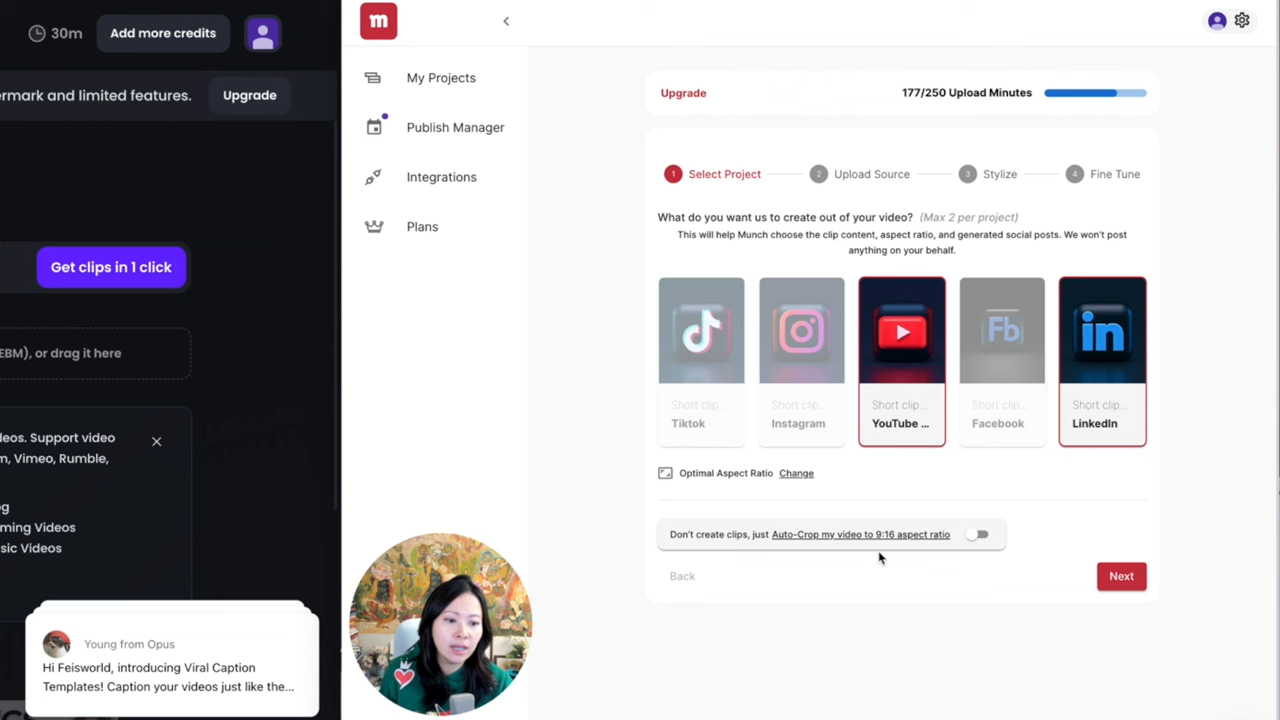 30m
Add more credits
ermark and limited features.
Upgrade
Get clips in 1 click
EBM), or drag it here
deos. Support video
m, Vimeo, Rumble,
g
ming Videos
sic Videos
Young from Opus
Hi Feisworld, introducing Viral Caption
Templates! Caption your videos just like the...
m
My Projects
Publish Manager
Integrations
Plans
Upgrade
177/250 Upload Minutes
1 Select Project
2 Upload Source
3 Stylize
4 Fine Tune
What do you want us to create out of your video? (Max 2 per project)
This will help Munch choose the clip content, aspect ratio, and generated social posts. We won't post
anything on your behalf.
Short clip...
Tiktok
Short clip...
Instagram
Short clip...
YouTube ...
Fb
Short clip...
Facebook
in
Short clip...
LinkedIn
Optimal Aspect Ratio Change
Don't create clips, just Auto-Crop my video to 9:16 aspect ratio
Back
Next